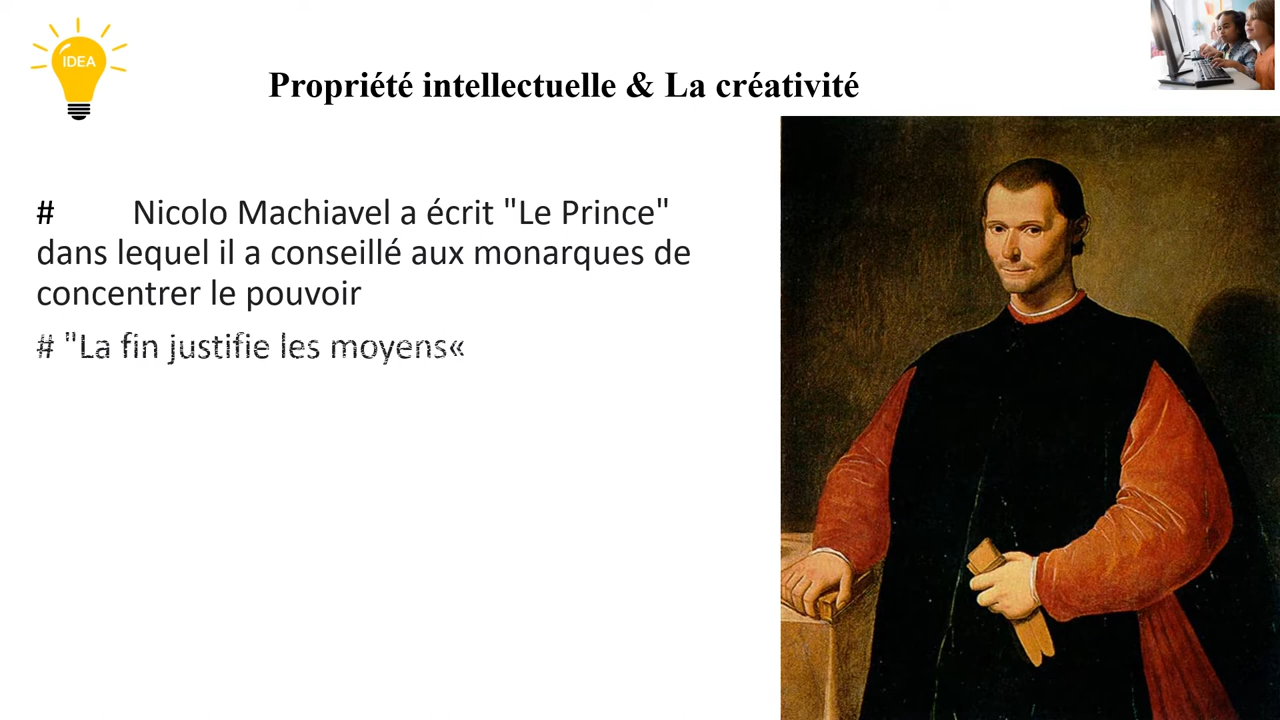 IDEA
Propriété intellectuelle & La créativité
# Nicolo Machiavel a écrit "Le Prince"
dans lequel il a conseillé aux monarques de
concentrer le pouvoir
# "La fin justifie les moyens«